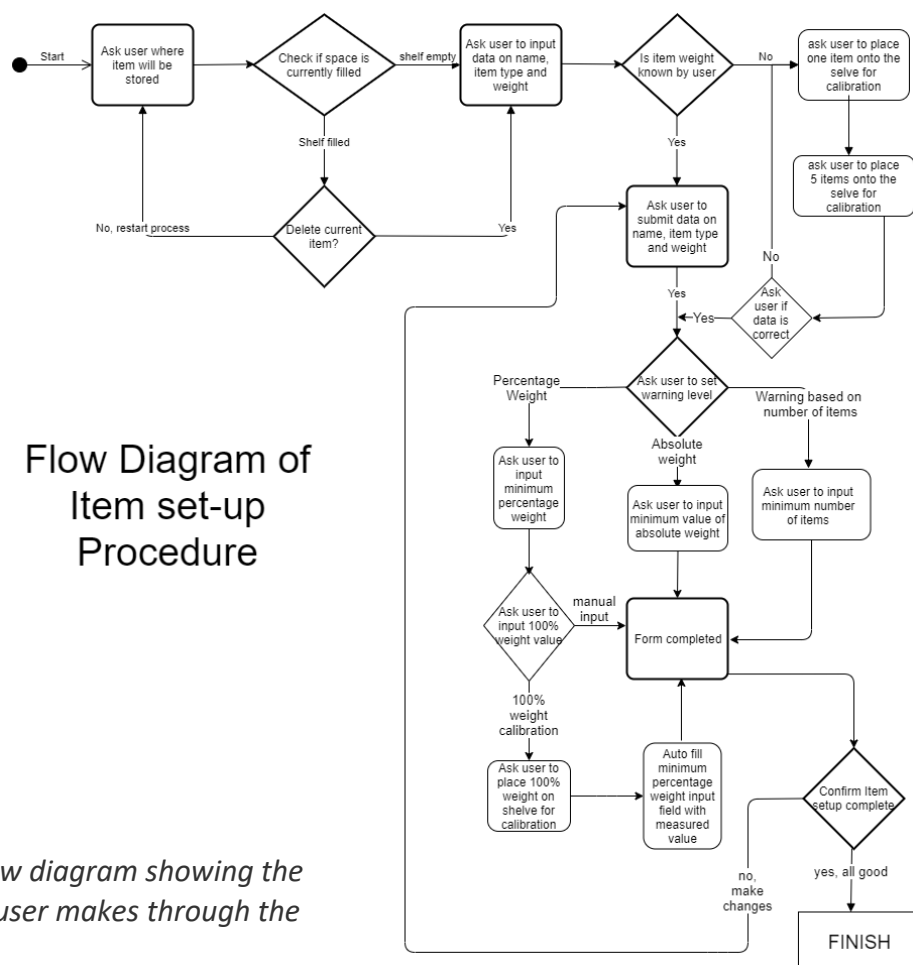 Start
Ask user where
item will be
stored
Check if space is
currently filled
shelf empty
Ask user to input
data on name,
item type and
weight
Is item weight
known by user
No
ask user to place
one item onto the
selve for
calibration
Shelf filled
Yes
ask user to place
5 items onto the
selve for
calibration
No, restart process
Delete current
item?
Yes
Ask user to
submit data on
name, item type
and weight
No
Yes
Yes
Ask
user if
data is
correct
Percentage
Weight
Ask user to set
warning level
Warning based on
number of items
Absolute
weight
Flow Diagram of
Item set-up
Procedure
Ask user to
input
minimum
percentage
weight
Ask user to input
minimum value of
absolute weight
Ask user to input
minimum number
of items
Ask user to
input 100%
weight value
manual
input
Form completed
100%
weight
calibration
Ask user to
place 100%
weight on
shelve for
calibration
Auto fill
minimum
percentage
weight input
field with
measured
value
Confirm Item
setup complete
ow diagram showing the
user makes through the
no,
make
changes
yes, all good
FINISH